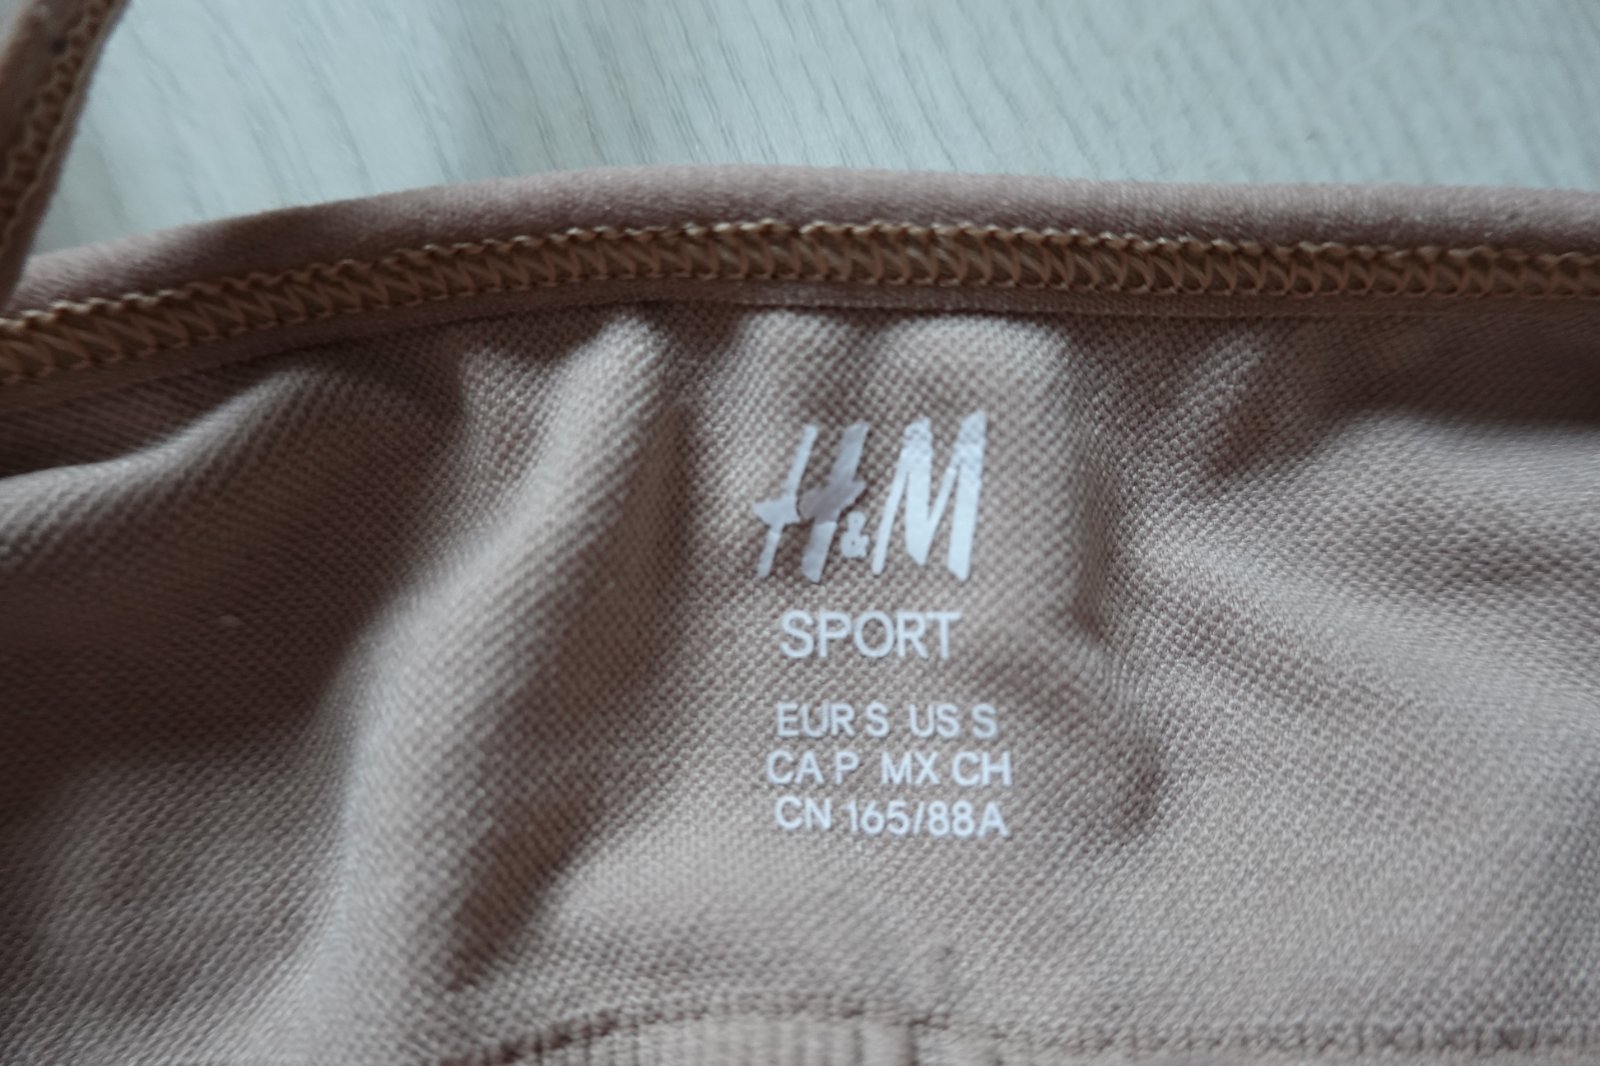 H&M
SPORT
EUR S US S
CA P MX CH
CN 165/88A